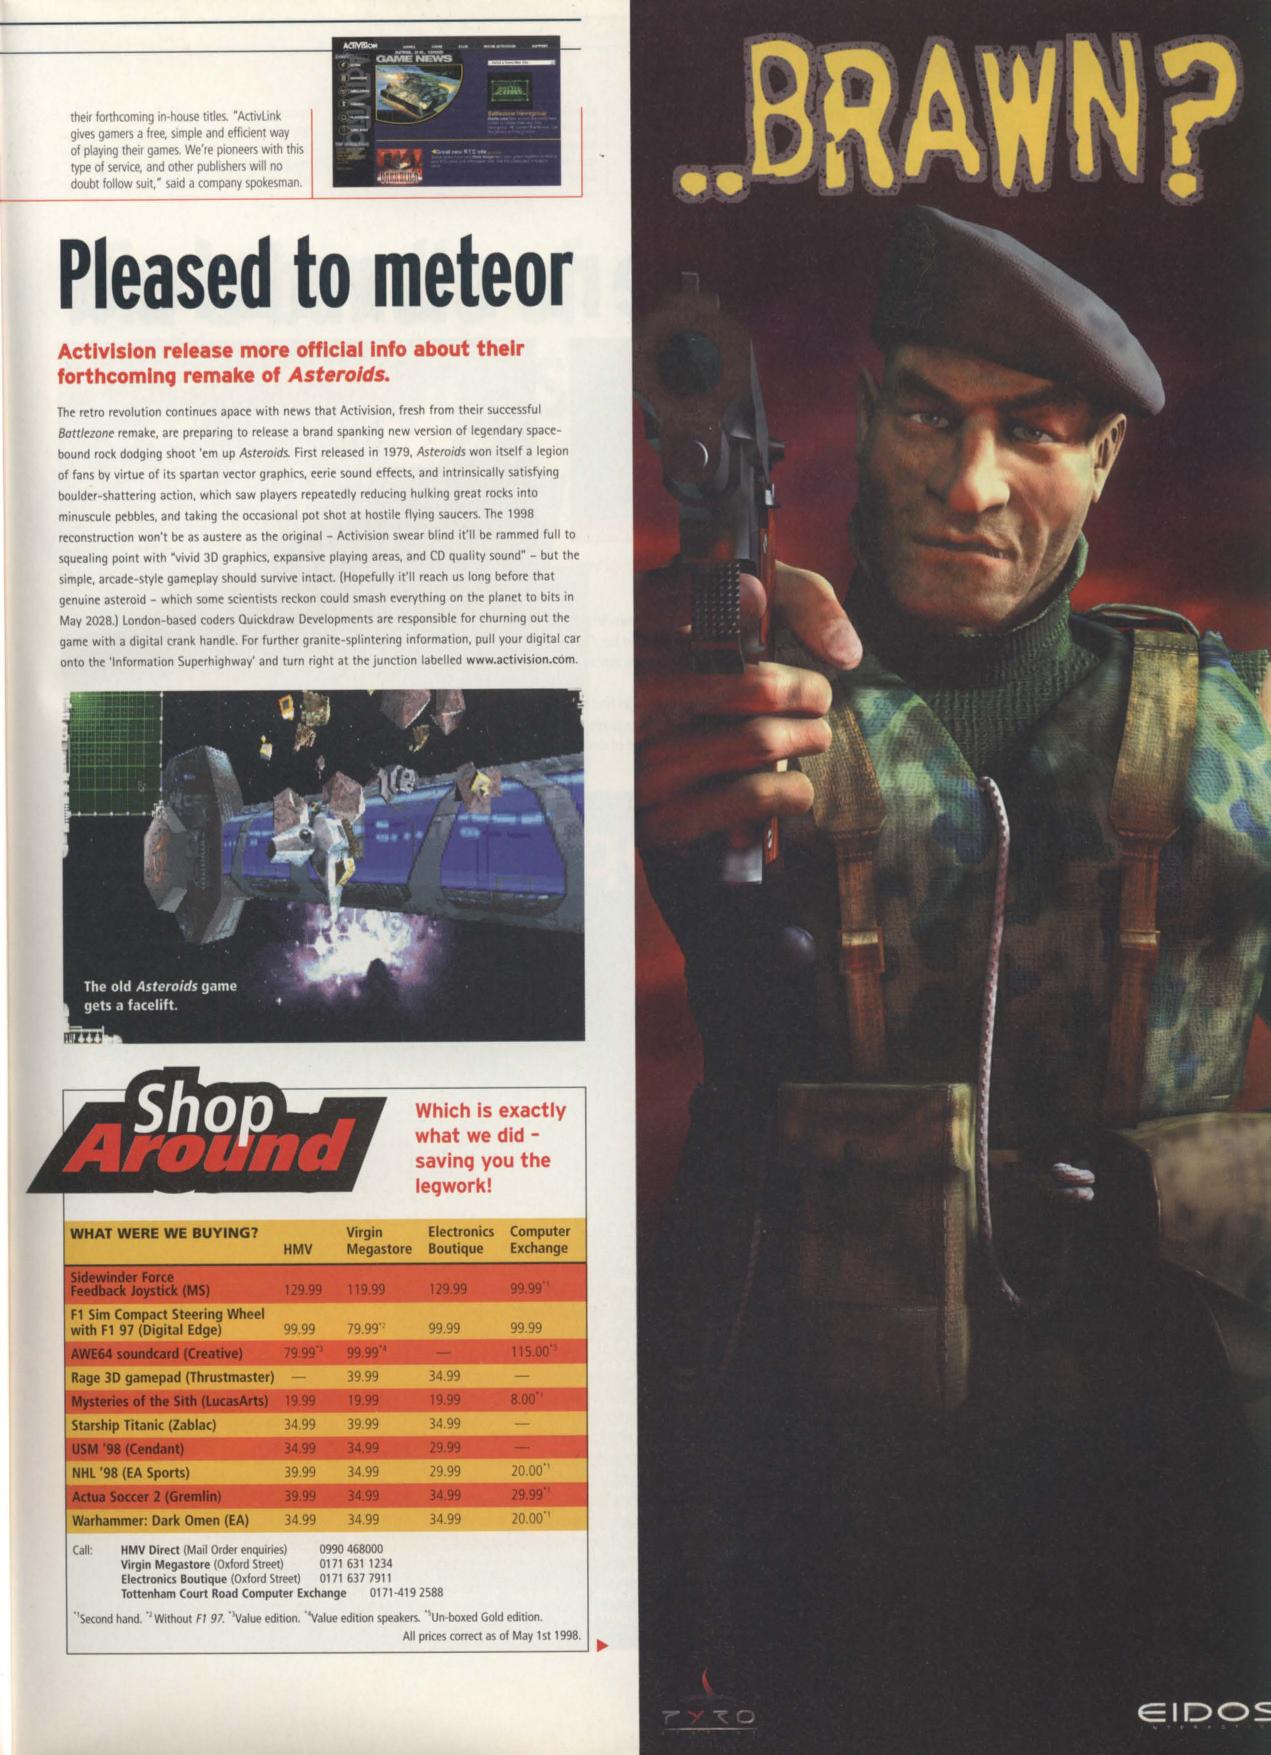 ACTIVISION
GAME NEWS
their forthcoming in-house titles. "ActivLink
gives gamers a free, simple and efficient way
of playing their games. We're pioneers with this
type of service, and other publishers will no
doubt follow suit," said a company spokesman.
Pleased to meteor
Activision release more official info about their
forthcoming remake of Asteroids.
The retro revolution continues apace with news that Activision, fresh from their successful
Battlezone remake, are preparing to release a brand spanking new version of legendary space-
bound rock dodging shoot 'em up Asteroids. First released in 1979, Asteroids won itself a legion
of fans by virtue of its spartan vector graphics, eerie sound effects, and intrinsically satisfying
boulder-shattering action, which saw players repeatedly reducing hulking great rocks into
minuscule pebbles, and taking the occasional pot shot at hostile flying saucers. The 1998
reconstruction won't be as austere as the original – Activision swear blind it'll be rammed full to
squealing point with "vivid 3D graphics, expansive playing areas, and CD quality sound" – but the
simple, arcade-style gameplay should survive intact. (Hopefully it'll reach us long before that
genuine asteroid – which some scientists reckon could smash everything on the planet to bits in
May 2028.) London-based coders Quickdraw Developments are responsible for churning out the
game with a digital crank handle. For further granite-splintering information, pull your digital car
onto the 'Information Superhighway' and turn right at the junction labelled www.activision.com.
The old Asteroids game
gets a facelift.
Shop
Around
Which is exactly
what we did –
saving you the
legwork!
WHAT WERE WE BUYING? HMV Virgin Megastore Electronics Boutique Computer Exchange
Sidewinder Force
Feedback Joystick (MS) 129.99 119.99 129.99 99.99*1
F1 Sim Compact Steering Wheel
with F1 97 (Digital Edge) 99.99 79.99*2 99.99 99.99
AWE64 soundcard (Creative) 79.99*3 99.99*4 — 115.00*5
Rage 3D gamepad (Thrustmaster) — 39.99 34.99 —
Mysteries of the Sith (LucasArts) 19.99 19.99 19.99 8.00*1
Starship Titanic (Zablac) 34.99 39.99 34.99 —
USM '98 (Cendant) 34.99 34.99 29.99 —
NHL '98 (EA Sports) 39.99 34.99 29.99 20.00*1
Actua Soccer 2 (Gremlin) 39.99 34.99 34.99 29.99*1
Warhammer: Dark Omen (EA) 34.99 34.99 34.99 20.00*1
Call: HMV Direct (Mail Order enquiries) 0990 468000
Virgin Megastore (Oxford Street) 0171 631 1234
Electronics Boutique (Oxford Street) 0171 637 7911
Tottenham Court Road Computer Exchange 0171-419 2588
*1Second hand. *2 Without F1 97. *3Value edition. *4Value edition speakers. *5Un-boxed Gold edition.
All prices correct as of May 1st 1998.
..BRAWN?
PYRO
EIDOS